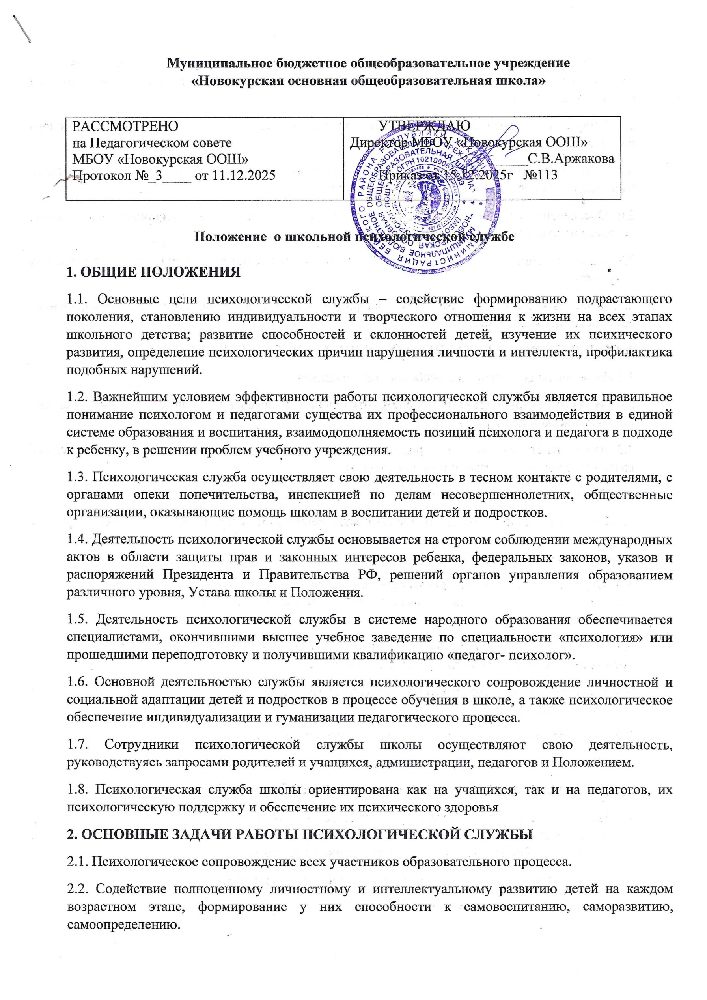 Муниципальное бюджетное общеобразовательное учреждение
«Новокурская основная общеобразовательная школа»
РАССМОТРЕНО
на Педагогическом совете
МБОУ «Новокурская ООШ»
Протокол №_3____ от 11.12.2025
УТВЕРЖДАЮ
Директор МБОУ «Новокурская ООШ»
С.В.Аржакова
Приказ от 15.12.2025г №113
Положение о школьной психологической службе
1. ОБЩИЕ ПОЛОЖЕНИЯ
1.1. Основные цели психологической службы – содействие формированию подрастающего
поколения, становлению индивидуальности и творческого отношения к жизни на всех этапах
школьного детства; развитие способностей и склонностей детей, изучение их психического
развития, определение психологических причин нарушения личности и интеллекта, профилактика
подобных нарушений.
1.2. Важнейшим условием эффективности работы психологической службы является правильное
понимание психологом и педагогами существа их профессионального взаимодействия в единой
системе образования и воспитания, взаимодополняемость позиций психолога и педагога в подходе
к ребенку, в решении проблем учебного учреждения.
1.3. Психологическая служба осуществляет свою деятельность в тесном контакте с родителями, с
органами опеки попечительства, инспекцией по делам несовершеннолетних, общественные
организации, оказывающие помощь школам в воспитании детей и подростков.
1.4. Деятельность психологической службы основывается на строгом соблюдении международных
актов в области защиты прав и законных интересов ребенка, федеральных законов, указов и
распоряжений Президента и Правительства РФ, решений органов управления образованием
различного уровня, Устава школы и Положения.
1.5. Деятельность психологической службы в системе народного образования обеспечивается
специалистами, окончившими высшее учебное заведение по специальности «психология» или
прошедшими переподготовку и получившими квалификацию «педагог- психолог».
1.6. Основной деятельностью службы является психологического сопровождение личностной и
социальной адаптации детей и подростков в процессе обучения в школе, а также психологическое
обеспечение индивидуализации и гуманизации педагогического процесса.
1.7. Сотрудники психологической службы школы осуществляют свою деятельность,
руководствуясь запросами родителей и учащихся, администрации, педагогов и Положением.
1.8. Психологическая служба школы ориентирована как на учащихся, так и на педагогов, их
психологическую поддержку и обеспечение их психического здоровья
2. ОСНОВНЫЕ ЗАДАЧИ РАБОТЫ ПСИХОЛОГИЧЕСКОЙ СЛУЖБЫ
2.1. Психологическое сопровождение всех участников образовательного процесса.
2.2. Содействие полноценному личностному и интеллектуальному развитию детей на каждом
возрастном этапе, формирование у них способности к самовоспитанию, саморазвитию,
самоопределению.